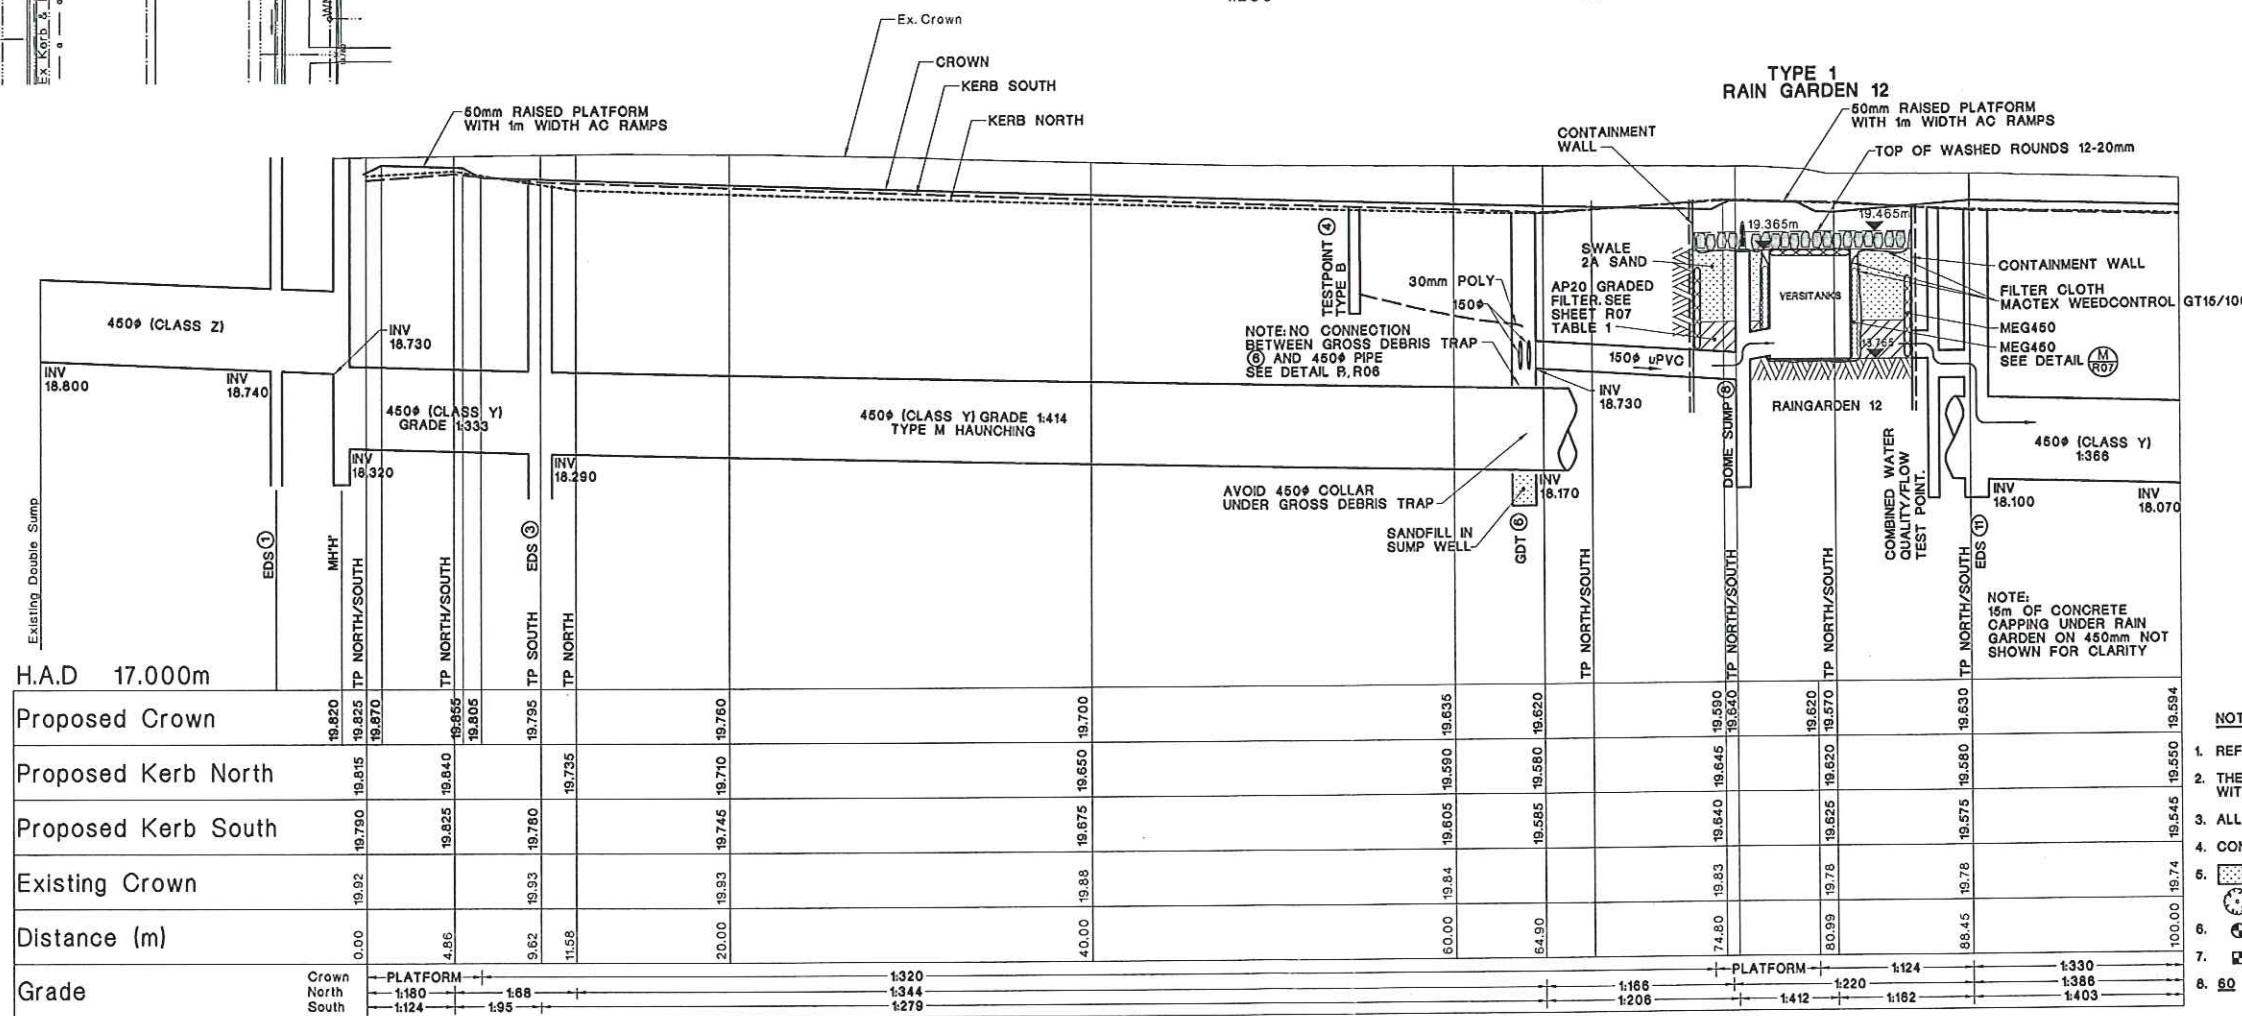 Ex. Crown
CROWN
KERB SOUTH
KERB NORTH
50mm RAISED PLATFORM
WITH 1m WIDTH AC RAMPS
TYPE 1
RAIN GARDEN 12
50mm RAISED PLATFORM
WITH 1m WIDTH AC RAMPS
CONTAINMENT
WALL
TOP OF WASHED ROUNDS 12-20mm
450ϕ (CLASS Z)
INV
18.800
INV
18.740
INV
18.730
450ϕ (CLASS Y)
GRADE 1:333
INV
18.320
INV
18.290
450ϕ (CLASS Y) GRADE 1:414
TYPE M HAUNCHING
TESTPOINT 4
TYPE B
NOTE: NO CONNECTION
BETWEEN GROSS DEBRIS TRAP
6 AND 450ϕ PIPE
SEE DETAIL P, R06
30mm POLY
150ϕ
SWALE
2A SAND
AP20 GRADED
FILTER. SEE
SHEET R07
TABLE 1
150ϕ uPVC
INV
18.730
19.365m
19.465m
VERSITANKS
RAINGARDEN 12
CONTAINMENT WALL
FILTER CLOTH
MACTEX WEEDCONTROL GT15/100
MEG450
MEG450
SEE DETAIL M
R07
450ϕ (CLASS Y)
1:366
INV
18.100
INV
18.070
AVOID 450ϕ COLLAR
UNDER GROSS DEBRIS TRAP
SANDFILL IN
SUMP WELL
INV
18.170
Existing Double Sump
EDS 1
MH'H'
TP NORTH/SOUTH
TP NORTH/SOUTH
TP SOUTH EDS 3
TP NORTH
GDT 6
TP NORTH/SOUTH
DOME SUMP 8
TP NORTH/SOUTH
TP NORTH/SOUTH
COMBINED WATER
QUALITY/FLOW
TEST POINT.
TP NORTH/SOUTH
EDS 11
NOTE:
15m OF CONCRETE
CAPPING UNDER RAIN
GARDEN ON 450mm NOT
SHOWN FOR CLARITY
H.A.D 17.000m
Proposed Crown 19.820 19.825 19.870 19.855 19.805 19.795 19.760 19.700 19.635 19.620 19.590 19.640 19.620 19.570 19.630 19.594
Proposed Kerb North 19.815 19.840 19.735 19.710 19.650 19.590 19.580 19.645 19.620 19.580 19.550
Proposed Kerb South 19.790 19.825 19.780 19.745 19.675 19.605 19.585 19.640 19.625 19.575 19.545
Existing Crown 19.92 19.93 19.93 19.88 19.84 19.83 19.78 19.78 19.74
Distance (m) 0.00 4.86 9.62 11.58 20.00 40.00 60.00 64.90 74.80 80.99 88.45 100.00
Grade
Crown PLATFORM 1:320 PLATFORM 1:124 1:330
North 1:180 1:68 1:344 1:166 1:220 1:386
South 1:124 1:95 1:279 1:206 1:412 1:162 1:403
NOT
1. REF
2. THE
WIT
3. ALL
4. CON
5.
6.
7.
8. 60